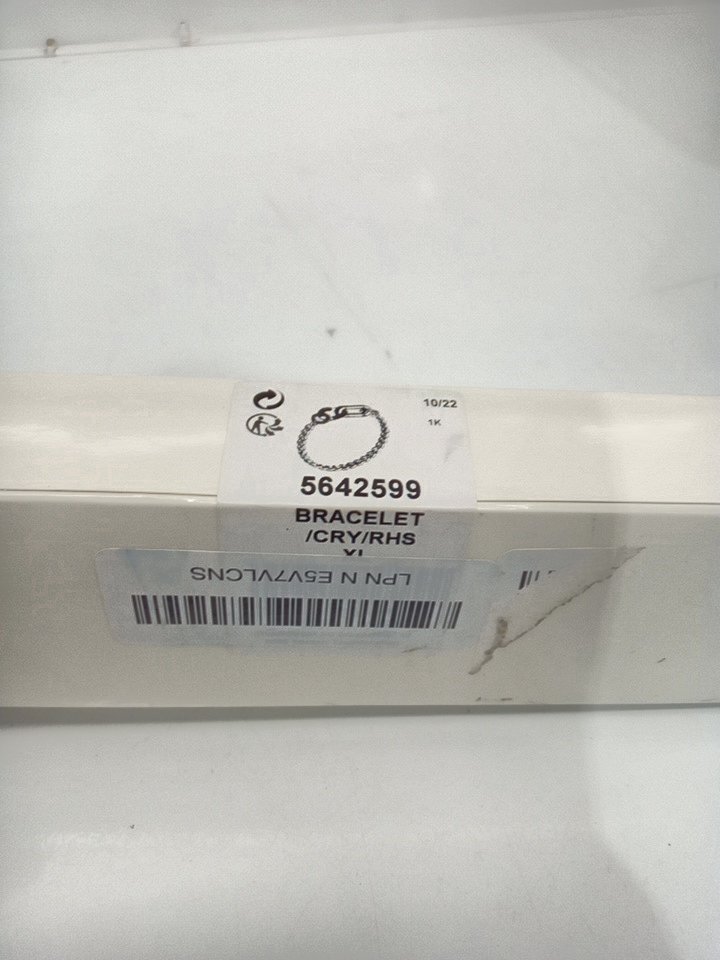 10/22
1K
5642599
BRACELET
/CRY/RHS
LPN N E5V7VLCNS